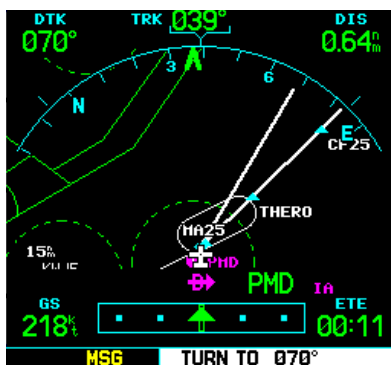 DTK TRK 039° DIS
070° 0.64nm
3 6
N E
CF25
THERO
MA25
15nm
PMD
D PMD IA
GS ETE
218kt 00:11
MSG TURN TO 070°